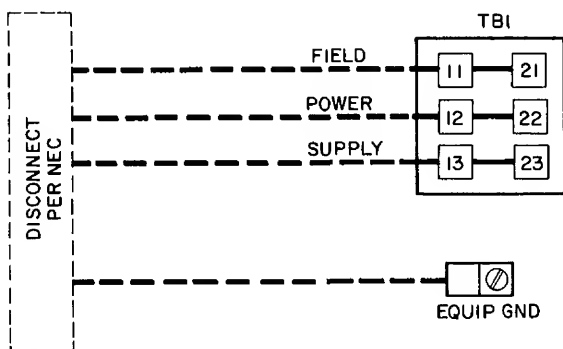 TB1
FIELD
11
21
POWER
12
22
SUPPLY
13
23
DISCONNECT
PER NEC
EQUIP GND